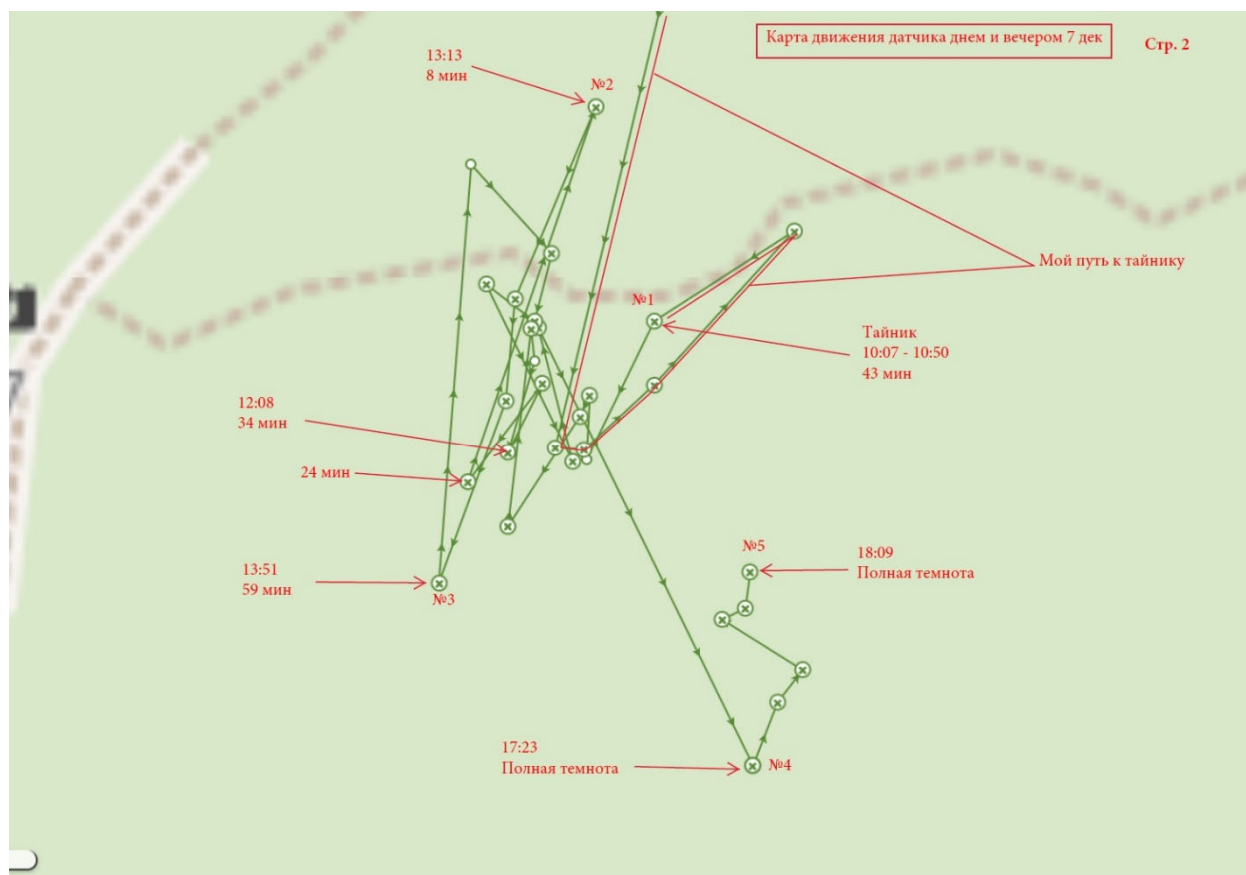 Карта движения датчика днем и вечером 7 дек
Стр. 2
13:13
8 мин
№2
Мой путь к тайнику
№1
Тайник
10:07 - 10:50
43 мин
12:08
34 мин
24 мин
13:51
59 мин
№3
№5
18:09
Полная темнота
17:23
Полная темнота
№4